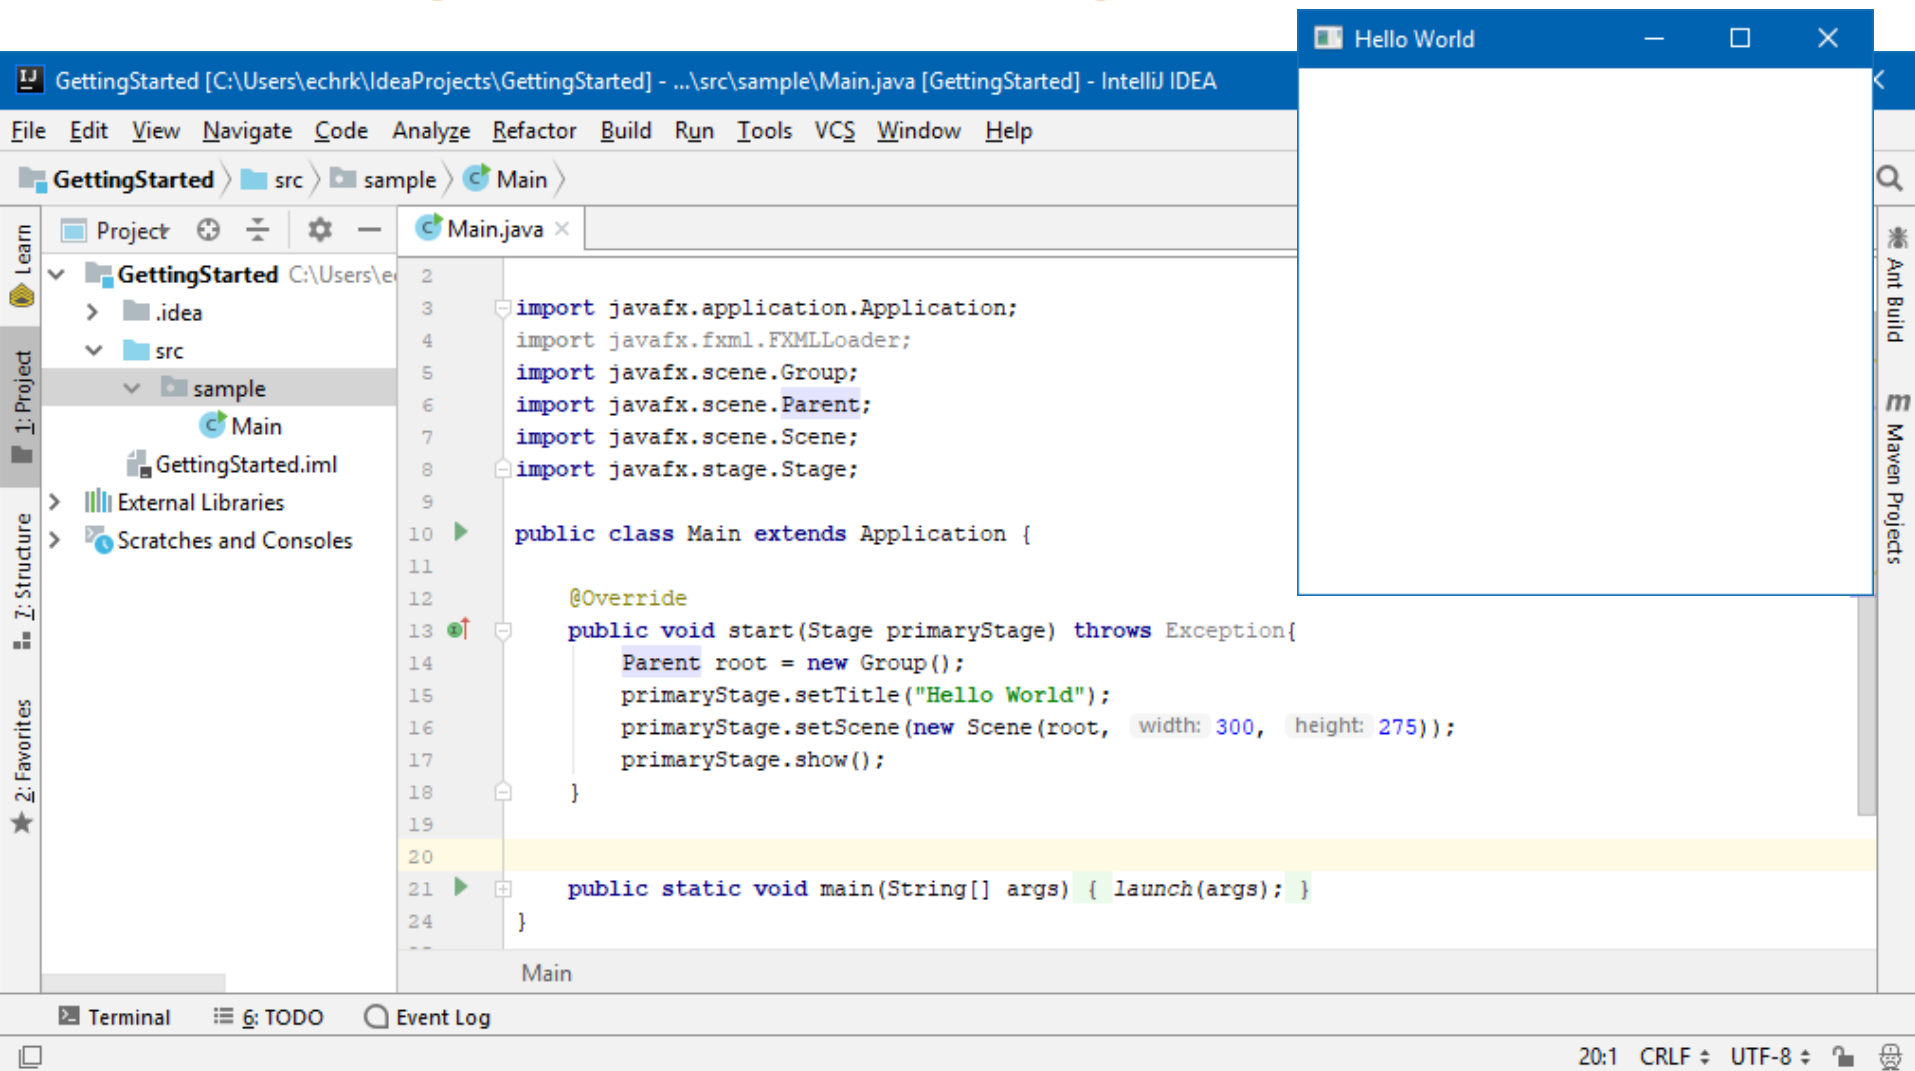 Hello World
GettingStarted [C:\Users\echrk\IdeaProjects\GettingStarted] - ...\src\sample\Main.java [GettingStarted] - IntelliJ IDEA
File Edit View Navigate Code Analyze Refactor Build Run Tools VCS Window Help
GettingStarted src sample Main
Learn
1: Project
7: Structure
2: Favorites
Project
GettingStarted C:\Users\e
.idea
src
sample
Main
GettingStarted.iml
External Libraries
Scratches and Consoles
Main.java
2
3 import javafx.application.Application;
4 import javafx.fxml.FXMLLoader;
5 import javafx.scene.Group;
6 import javafx.scene.Parent;
7 import javafx.scene.Scene;
8 import javafx.stage.Stage;
9
10 public class Main extends Application {
11
12 @Override
13 public void start(Stage primaryStage) throws Exception{
14 Parent root = new Group();
15 primaryStage.setTitle("Hello World");
16 primaryStage.setScene(new Scene(root, width: 300, height: 275));
17 primaryStage.show();
18 }
19
20
21 public static void main(String[] args) { launch(args); }
24 }
Main
Ant Build
Maven Projects
Terminal 6: TODO Event Log
20:1 CRLF UTF-8